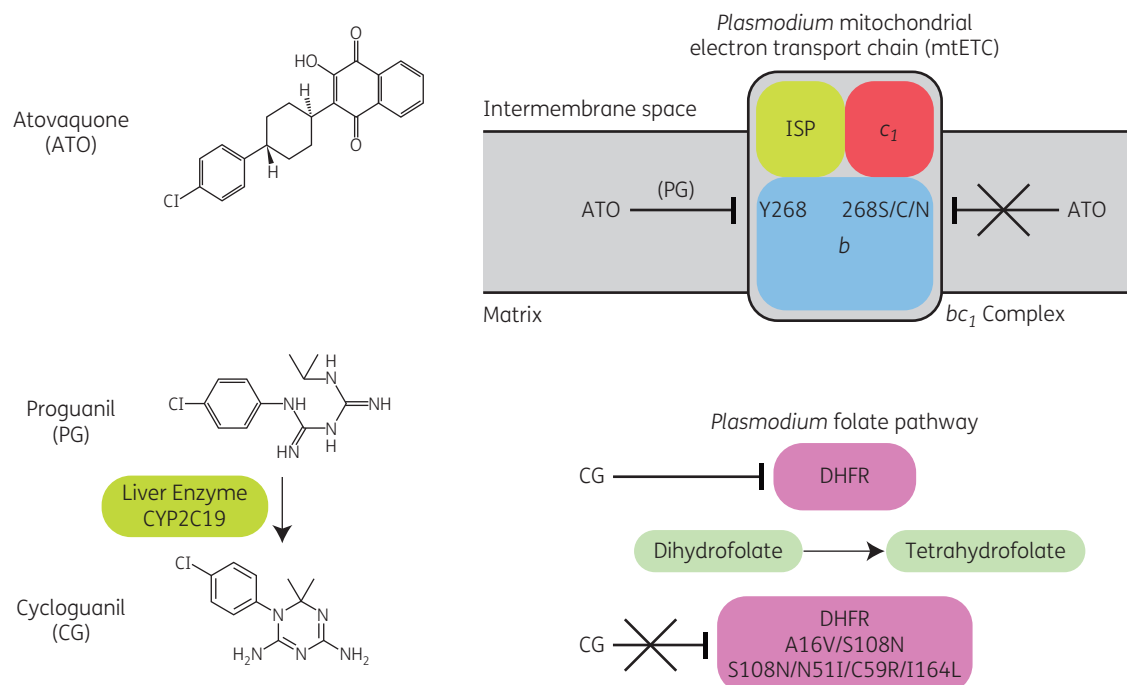 Atovaquone
(ATO)
HO
O
H
H
O
Cl
Plasmodium mitochondrial
electron transport chain (mtETC)
Intermembrane space
ISP
c1
ATO
(PG)
Y268
268S/C/N
b
ATO
Matrix
bc1 Complex
Proguanil
(PG)
Cl
NH
H
N
NH
NH
N
H
Liver Enzyme
CYP2C19
Cycloguanil
(CG)
Cl
N
N
H2N
N
NH2
Plasmodium folate pathway
CG
DHFR
Dihydrofolate
Tetrahydrofolate
CG
DHFR
A16V/S108N
S108N/N51I/C59R/I164L